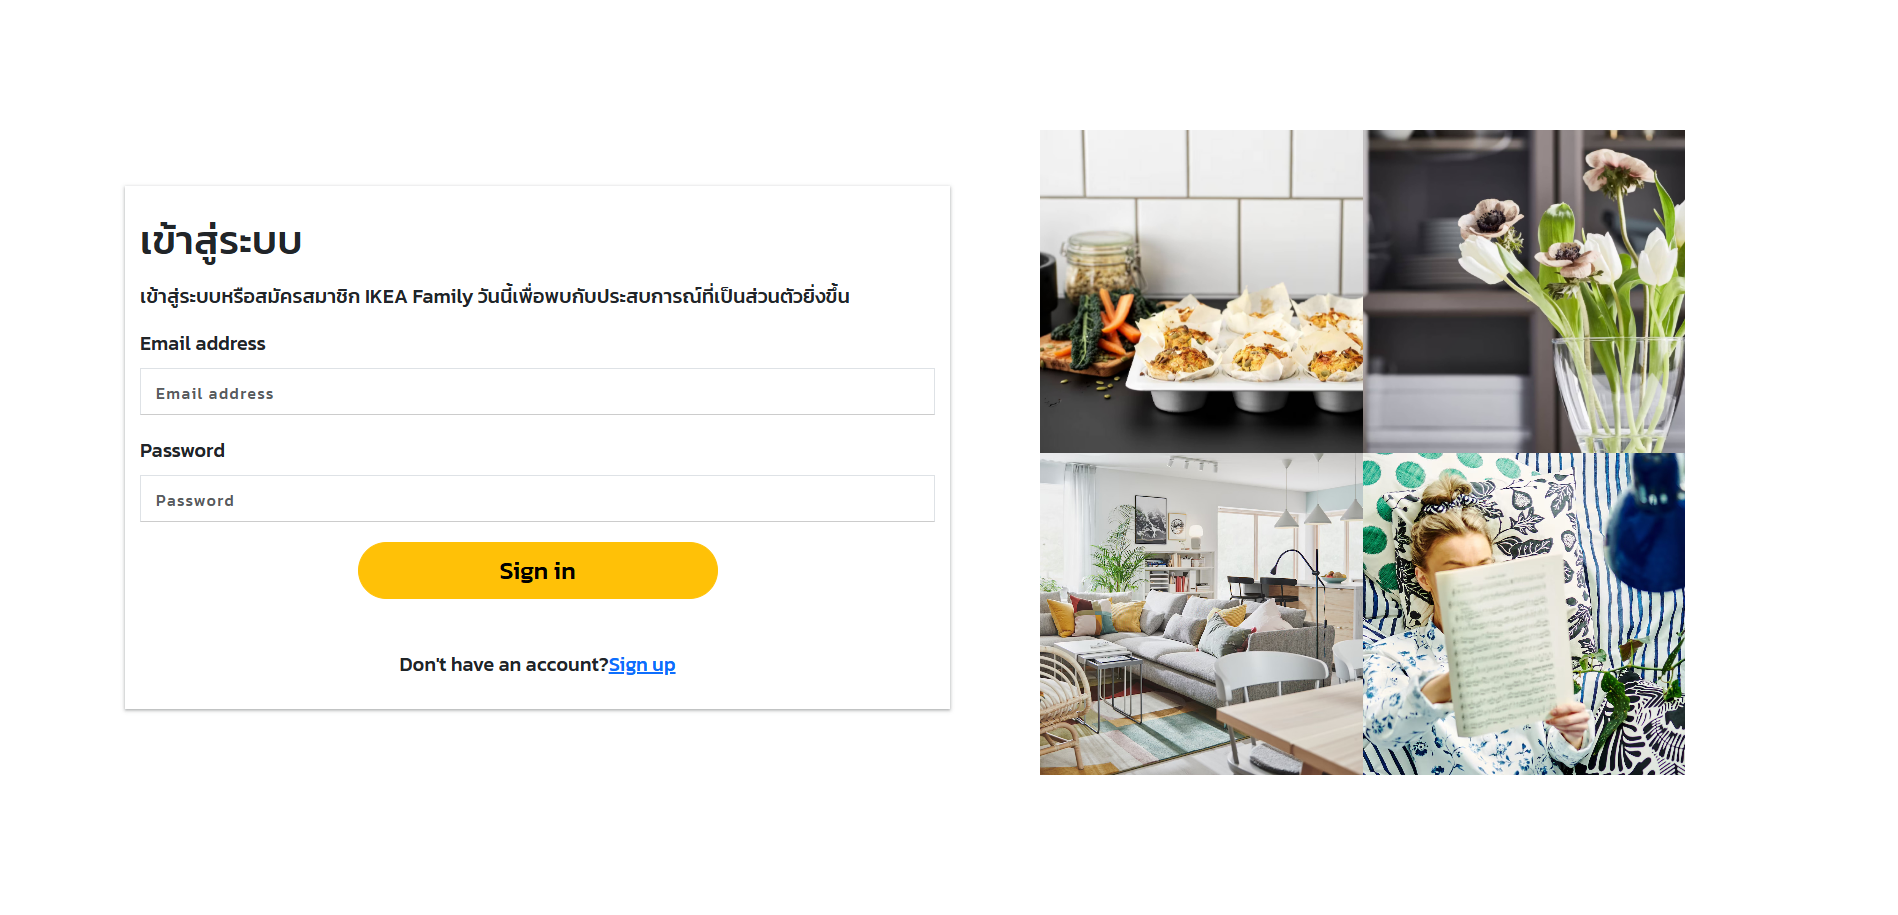 เข้าสู่ระบบ
เข้าสู่ระบบหรือสมัครสมาชิก IKEA Family วันนี้เพื่อพบกับประสบการณ์ที่เป็นส่วนตัวยิ่งขึ้น
Email address
Email address
Password
Password
Sign in
Don't have an account?Sign up